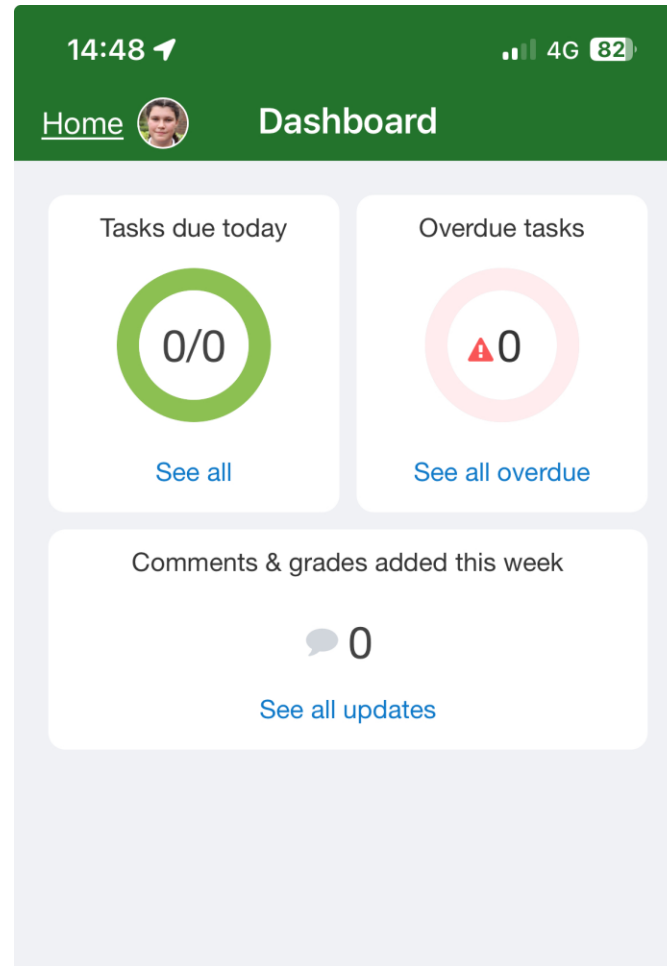 14:48 4G 82
Home Dashboard
Tasks due today
0/0
See all
Overdue tasks
0
See all overdue
Comments & grades added this week
0
See all updates